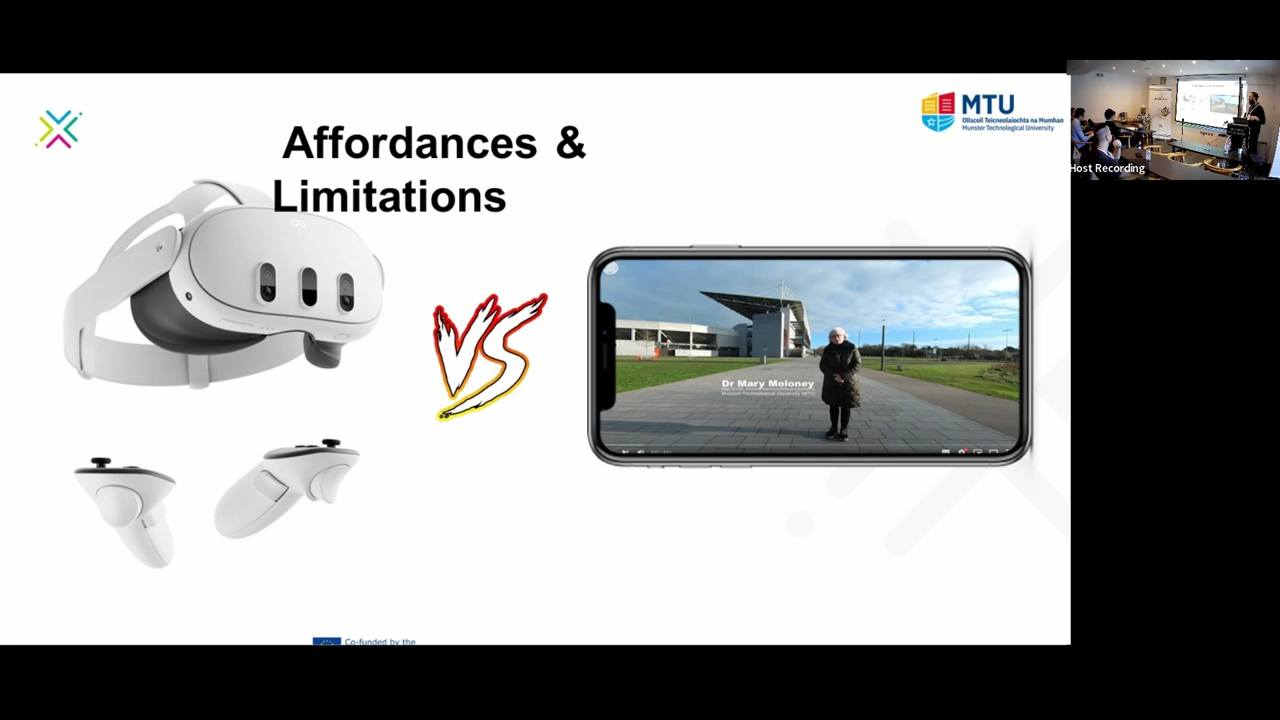 MTU
Ollscoil Teicneolaíochta na Mumhan
Munster Technological University
Affordances &
Limitations
Host Recording
VS
Dr Mary Moloney
Munster Technological University MTU
Co-funded by the